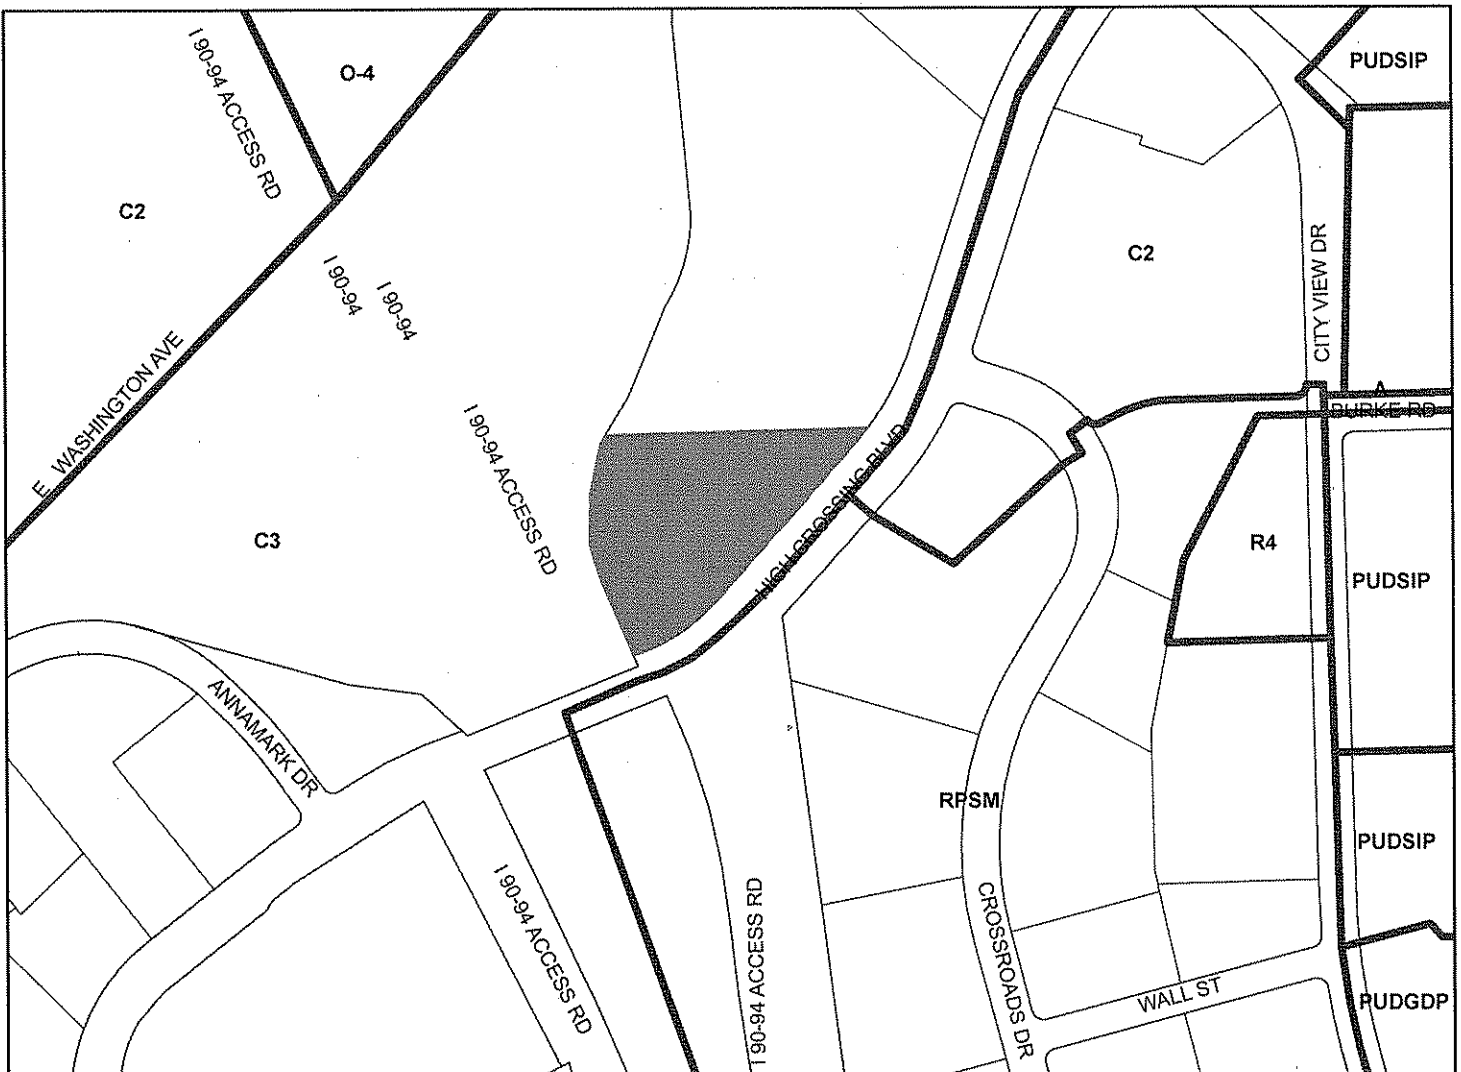 I 90-94 ACCESS RD
O-4
PUDSIP
C2
C2
CITY VIEW DR
I 90-94
I 90-94
E WASHINGTON AVE
A
BURKE RD
I 90-94 ACCESS RD
HIGH CROSSING BLVD
C3
R4
PUDSIP
ANNAMARK DR
RPSM
PUDSIP
I 90-94 ACCESS RD
I 90-94 ACCESS RD
CROSSROADS DR
WALL ST
PUDGDP